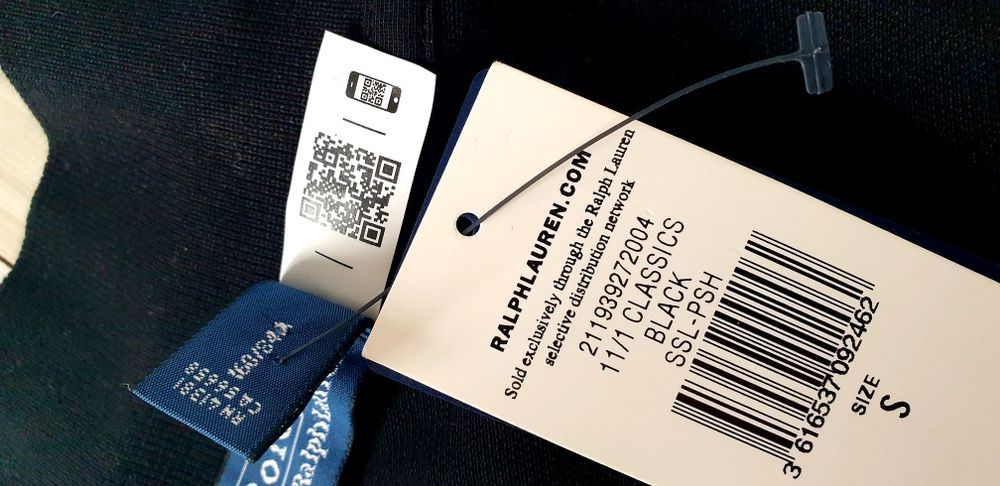 RALPHLAUREN.COM
Sold exclusively through the Ralph Lauren
selective distribution network
211939272004
11/1 CLASSICS
BLACK
SSL-PSH
3 616537 092462
SIZE
S
Ralph